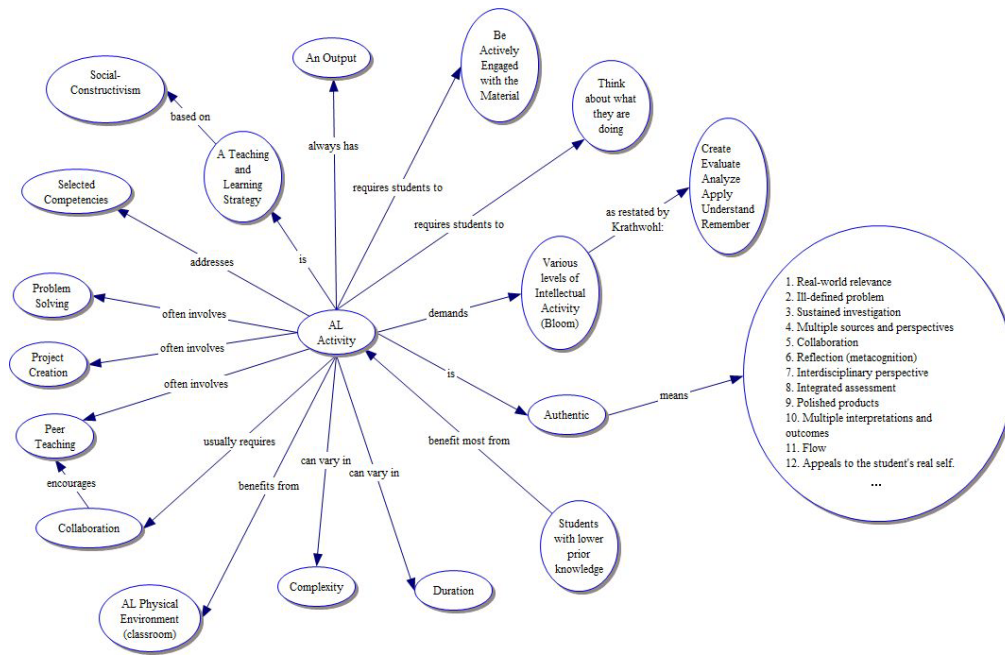 Be
Actively
Engaged
with the
Material
An Output
Think
about what
they are
doing
Social-
Constructivism
based on
always has
A Teaching
and
Learning
Strategy
Create
Evaluate
Analyze
Apply
Understand
Remember
Selected
Competencies
requires students to
requires students to
as restated by
Krathwohl:
is
addresses
Various
levels of
Intellectual
Activity
(Bloom)
Problem
Solving
often involves
demands
AL
Activity
Project
Creation
often involves
often involves
is
Authentic
means
1. Real-world relevance
2. Ill-defined problem
3. Sustained investigation
4. Multiple sources and perspectives
5. Collaboration
6. Reflection (metacognition)
7. Interdisciplinary perspective
8. Integrated assessment
9. Polished products
10. Multiple interpretations and
outcomes
11. Flow
12. Appeals to the student's real self.
...
Peer
Teaching
usually requires
benefit most from
can vary in
can vary in
encourages
benefits from
Collaboration
Students
with lower
prior
knowledge
Complexity
Duration
AL Physical
Environment
(classroom)